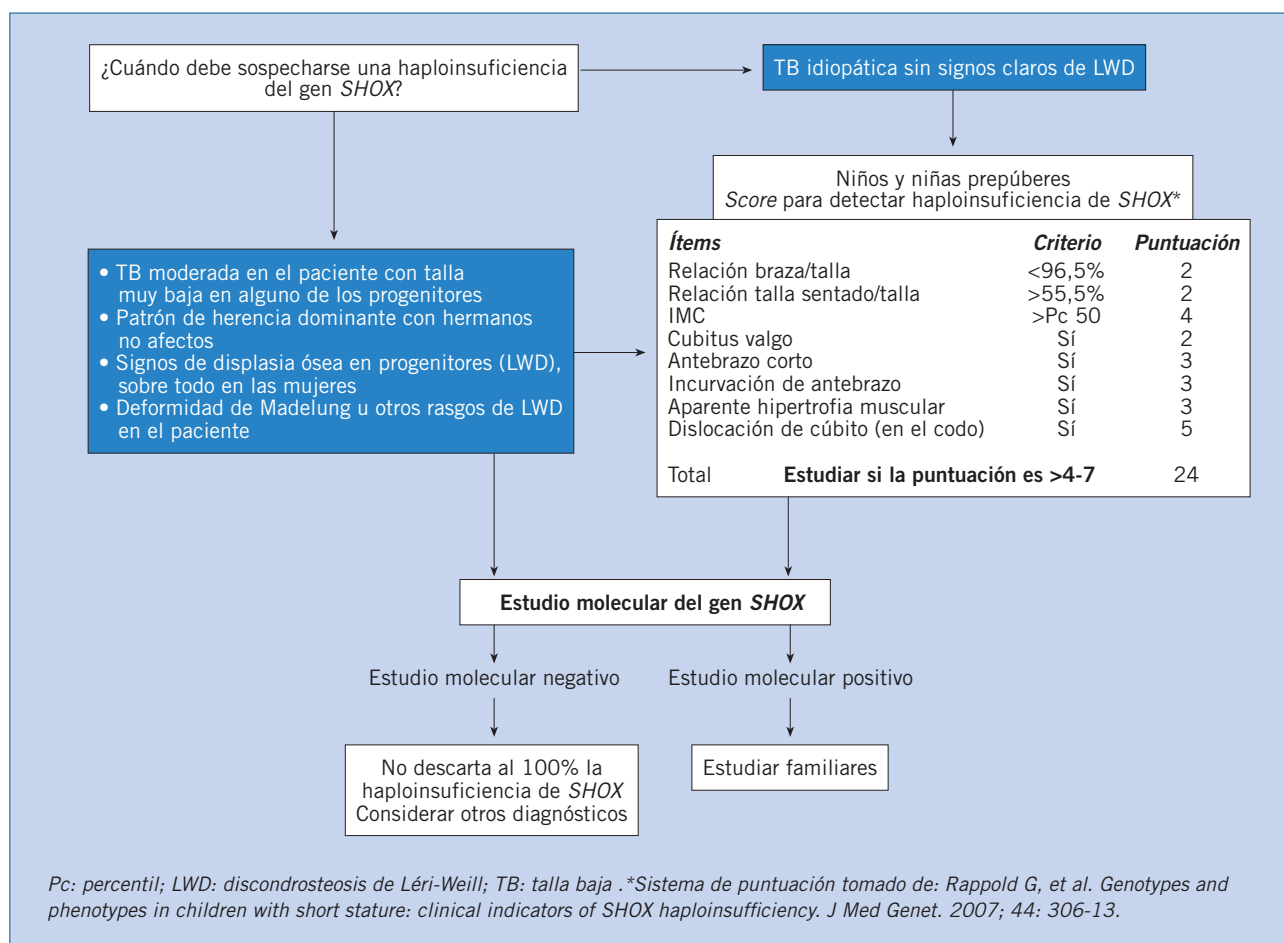 ¿Cuándo debe sospecharse una haploinsuficiencia
del gen SHOX?
TB idiopática sin signos claros de LWD
Niños y niñas prepúberes
Score para detectar haploinsuficiencia de SHOX*
Ítems Criterio Puntuación
Relación braza/talla <96,5% 2
Relación talla sentado/talla >55,5% 2
IMC >Pc 50 4
Cubitus valgo Sí 2
Antebrazo corto Sí 3
Incurvación de antebrazo Sí 3
Aparente hipertrofia muscular Sí 3
Dislocación de cúbito (en el codo) Sí 5
Total Estudiar si la puntuación es >4-7 24
• TB moderada en el paciente con talla
muy baja en alguno de los progenitores
• Patrón de herencia dominante con hermanos
no afectos
• Signos de displasia ósea en progenitores (LWD),
sobre todo en las mujeres
• Deformidad de Madelung u otros rasgos de LWD
en el paciente
Estudio molecular del gen SHOX
Estudio molecular negativo
Estudio molecular positivo
No descarta al 100% la
haploinsuficiencia de SHOX
Considerar otros diagnósticos
Estudiar familiares
Pc: percentil; LWD: discondrosteosis de Léri-Weill; TB: talla baja .*Sistema de puntuación tomado de: Rappold G, et al. Genotypes and
phenotypes in children with short stature: clinical indicators of SHOX haploinsufficiency. J Med Genet. 2007; 44: 306-13.